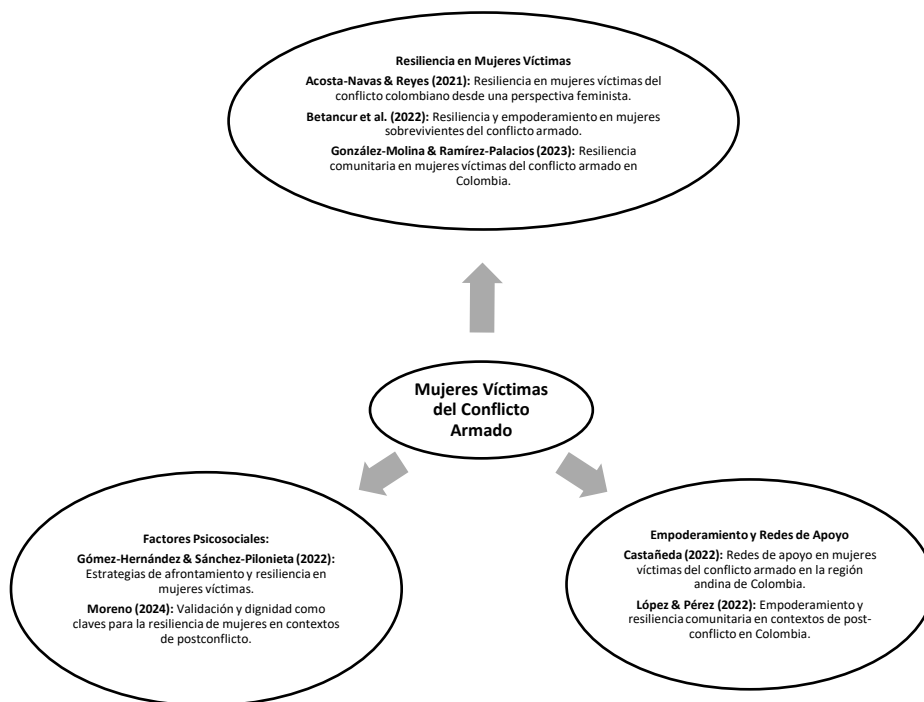 Resiliencia en Mujeres Víctimas
Acosta-Navas & Reyes (2021): Resiliencia en mujeres víctimas del
conflicto colombiano desde una perspectiva feminista.
Betancur et al. (2022): Resiliencia y empoderamiento en mujeres
sobrevivientes del conflicto armado.
González-Molina & Ramírez-Palacios (2023): Resiliencia
comunitaria en mujeres víctimas del conflicto armado en
Colombia.
Mujeres Víctimas
del Conflicto
Armado
Factores Psicosociales:
Gómez-Hernández & Sánchez-Pilonieta (2022):
Estrategias de afrontamiento y resiliencia en
mujeres víctimas.
Moreno (2024): Validación y dignidad como
claves para la resiliencia de mujeres en contextos
de postconflicto.
Empoderamiento y Redes de Apoyo
Castañeda (2022): Redes de apoyo en mujeres
víctimas del conflicto armado en la región
andina de Colombia.
López & Pérez (2022): Empoderamiento y
resiliencia comunitaria en contextos de post-
conflicto en Colombia.